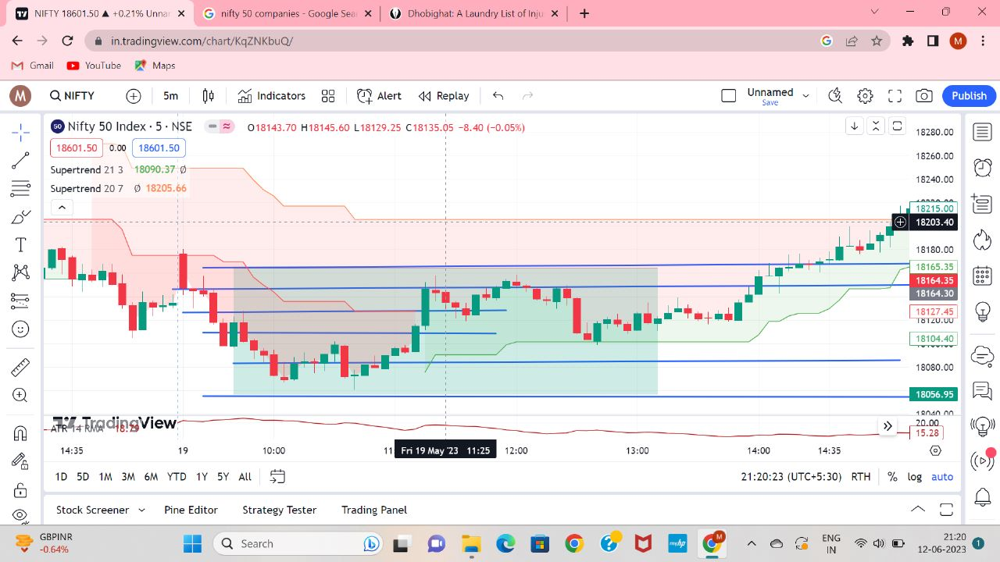 NIFTY 18601.50 ▲ +0.21% Unnar
nifty 50 companies - Google Sea
Dhobighat: A Laundry List of Inju
in.tradingview.com/chart/KqZNKbuQ/
M
Gmail YouTube Maps
M NIFTY 5m Indicators Alert Replay Unnamed Publish
Save
50 Nifty 50 Index · 5 · NSE O18143.70 H18145.60 L18129.25 C18135.05 −8.40 (−0.05%)
18601.50 0.00 18601.50
Supertrend 21 3 18090.37 Ø
Supertrend 20 7 Ø 18205.66
18280.00
18260.00
18240.00
18215.00
18203.40
18180.00
18165.35
18164.35
18164.30
18127.45
18120.00
18104.40
18080.00
18056.95
18040.00
TradingView
ATR 14 RMA 18.79
20.00
15.28
14:35 19 10:00 Fri 19 May '23 11:25 12:00 13:00 14:00 14:35
1D 5D 1M 3M 6M YTD 1Y 5Y All 21:20:23 (UTC+5:30) RTH % log auto
Stock Screener Pine Editor Strategy Tester Trading Panel
GBPINR
-0.64%
Search
M
myhp
ENG
IN
21:20
12-06-2023
1